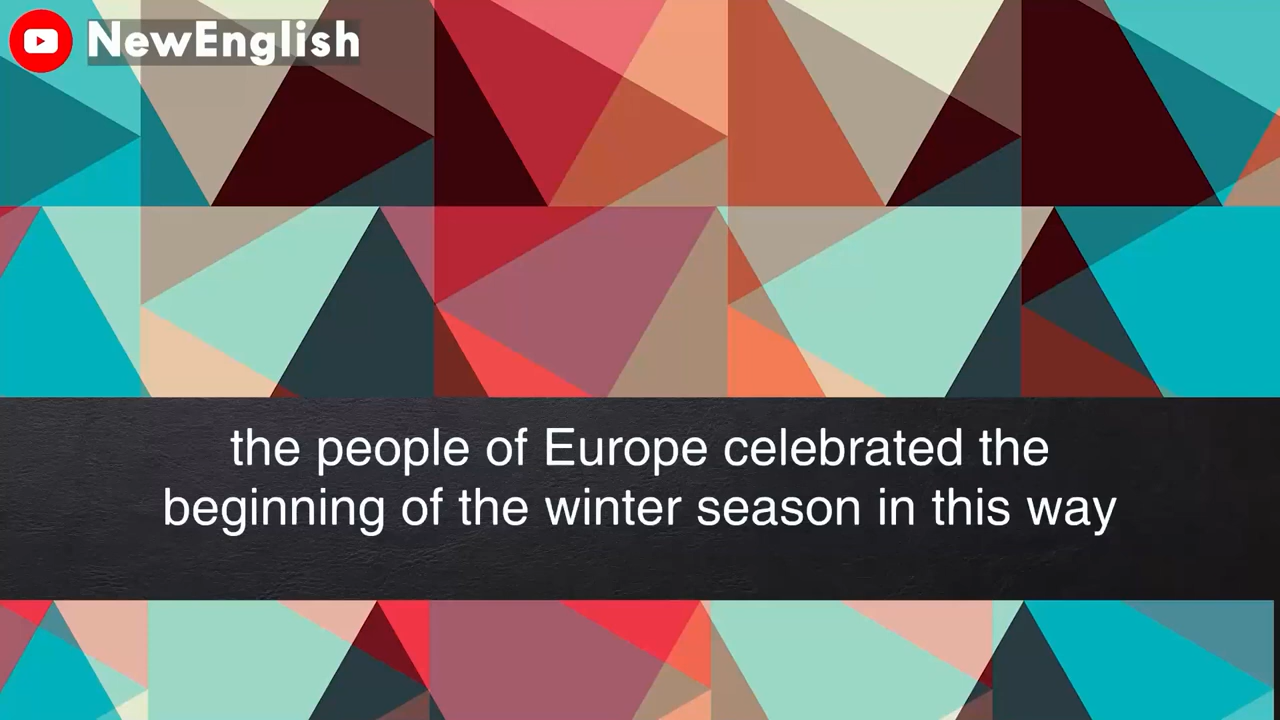 NewEnglish
the people of Europe celebrated the
beginning of the winter season in this way